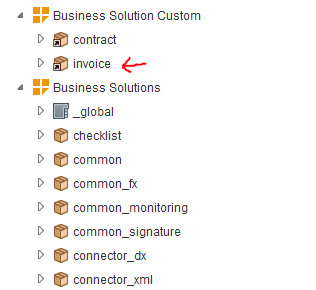 Business Solution Custom
contract
invoice
Business Solutions
_global
checklist
common
common_fx
common_monitoring
common_signature
connector_dx
connector_xml